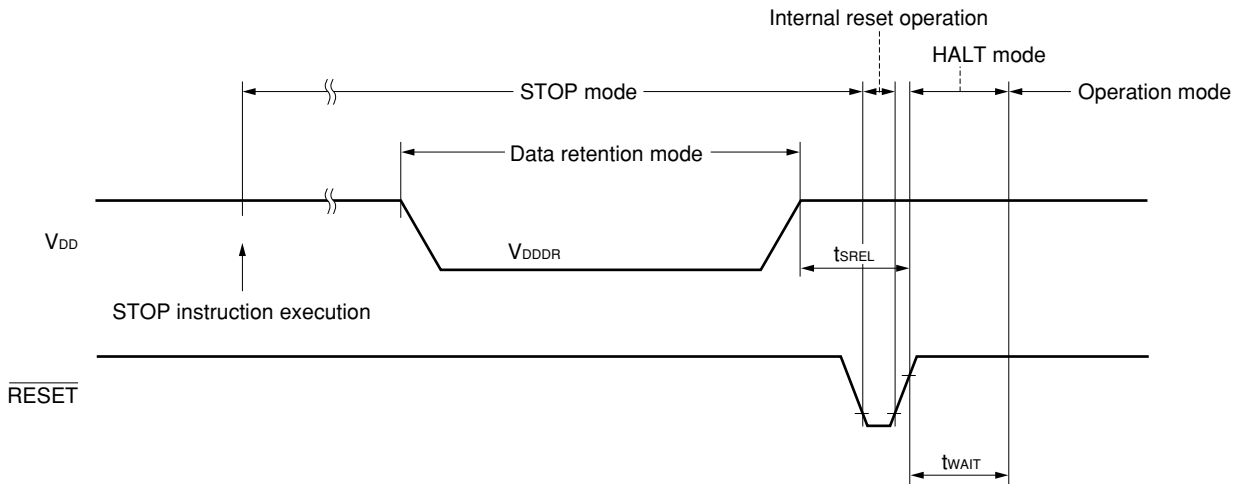 Internal reset operation
HALT mode
STOP mode
Operation mode
Data retention mode
VDD
VDDDR
tSREL
STOP instruction execution
RESET
tWAIT